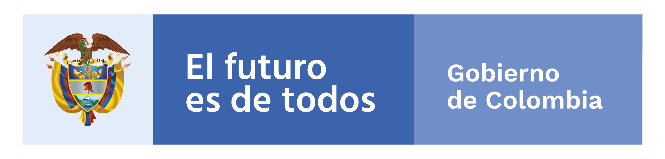 El futuro
es de todos
Gobierno
de Colombia